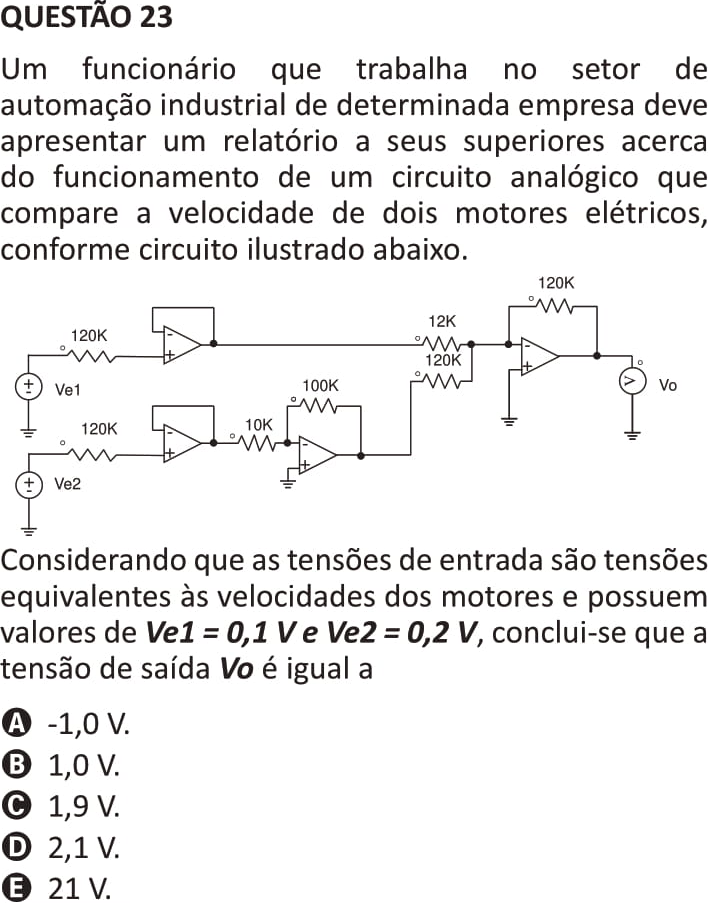 QUESTÃO 23
Um funcionário que trabalha no setor de
automação industrial de determinada empresa deve
apresentar um relatório a seus superiores acerca
do funcionamento de um circuito analógico que
compare a velocidade de dois motores elétricos,
conforme circuito ilustrado abaixo.
120K
12K
120K
120K
Ve1
100K
Vo
120K
10K
Ve2
Considerando que as tensões de entrada são tensões
equivalentes às velocidades dos motores e possuem
valores de Ve1 = 0,1 V e Ve2 = 0,2 V, conclui-se que a
tensão de saída Vo é igual a
A -1,0 V.
B 1,0 V.
C 1,9 V.
D 2,1 V.
E 21 V.